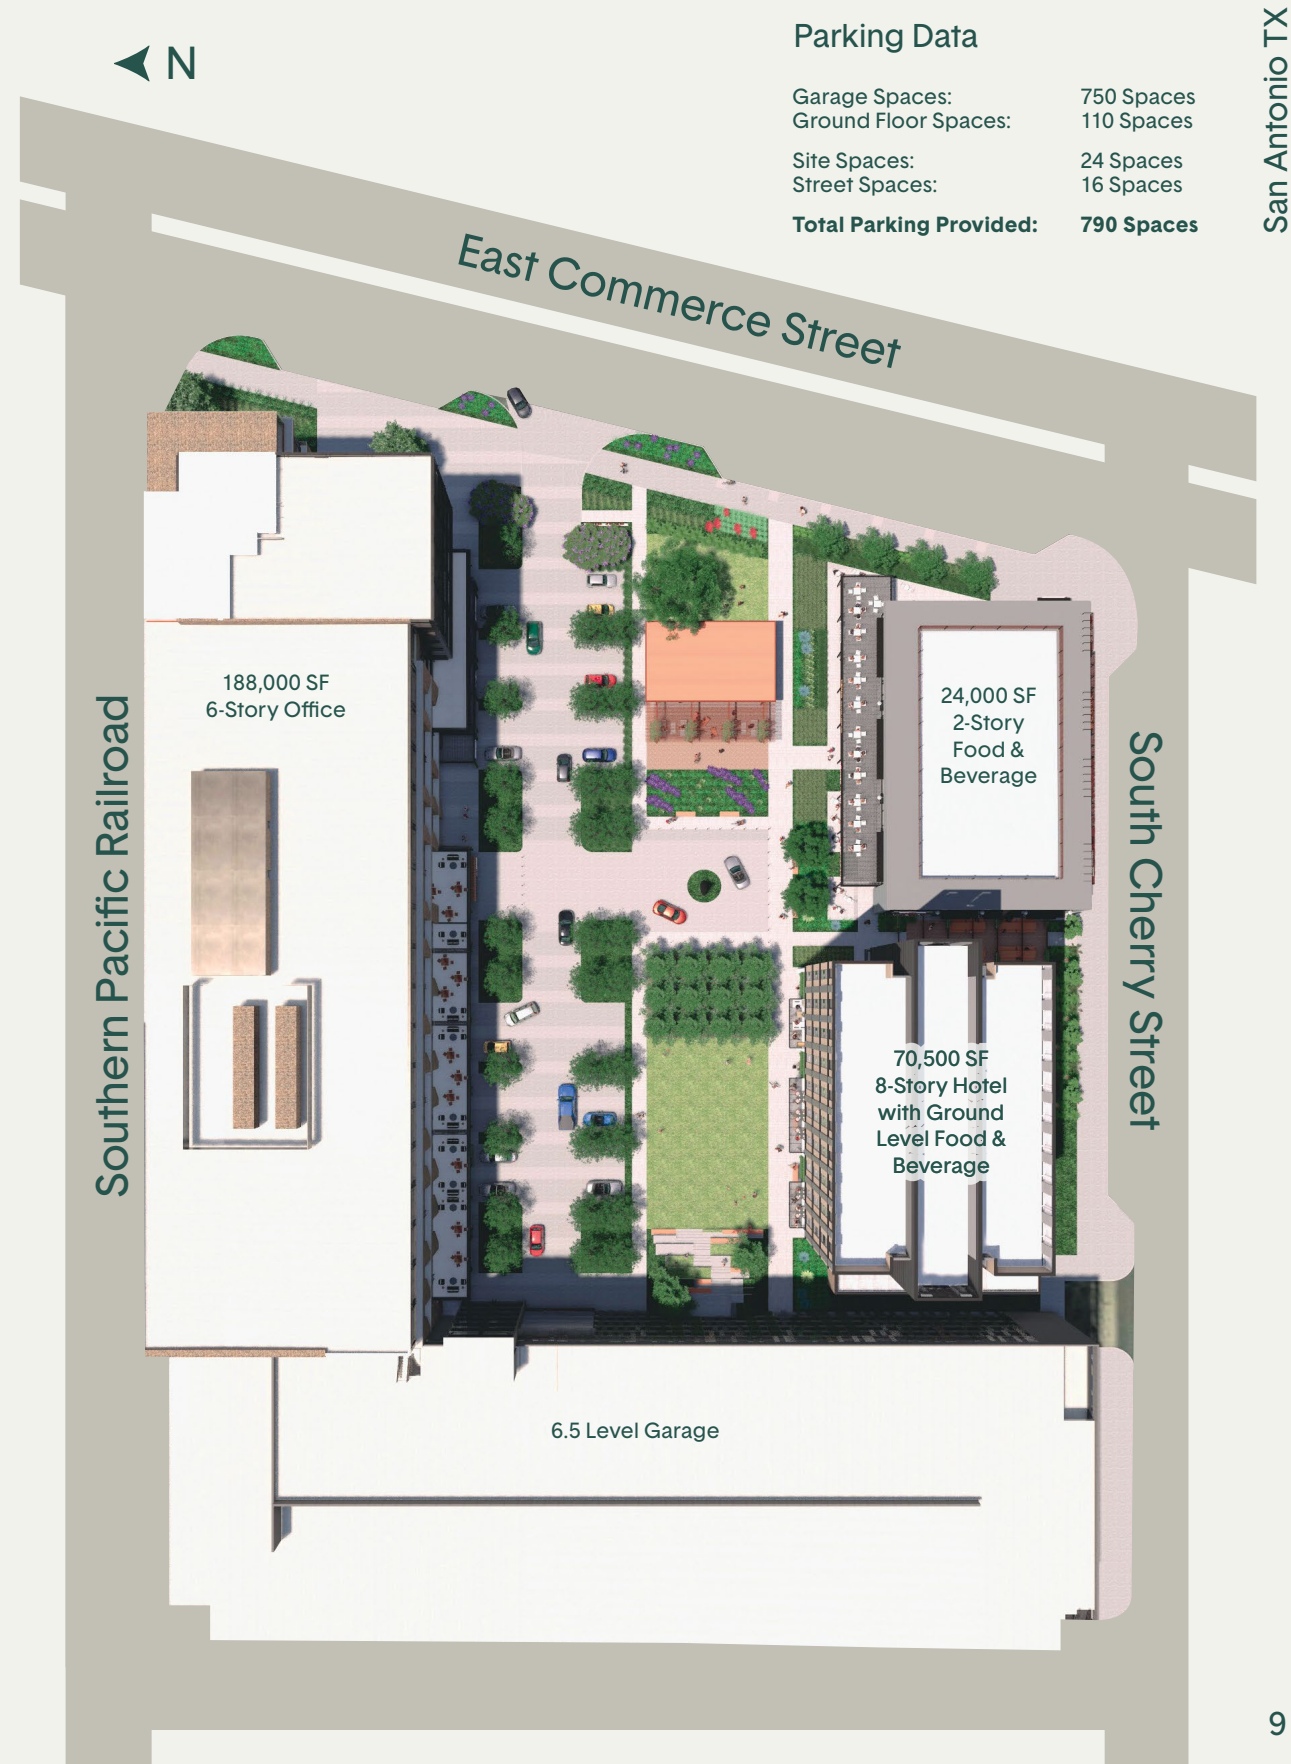 N
Parking Data
Garage Spaces: 750 Spaces
Ground Floor Spaces: 110 Spaces
Site Spaces: 24 Spaces
Street Spaces: 16 Spaces
Total Parking Provided: 790 Spaces
San Antonio TX
East Commerce Street
Southern Pacific Railroad
188,000 SF
6-Story Office
24,000 SF
2-Story
Food &
Beverage
South Cherry Street
70,500 SF
8-Story Hotel
with Ground
Level Food &
Beverage
6.5 Level Garage
9